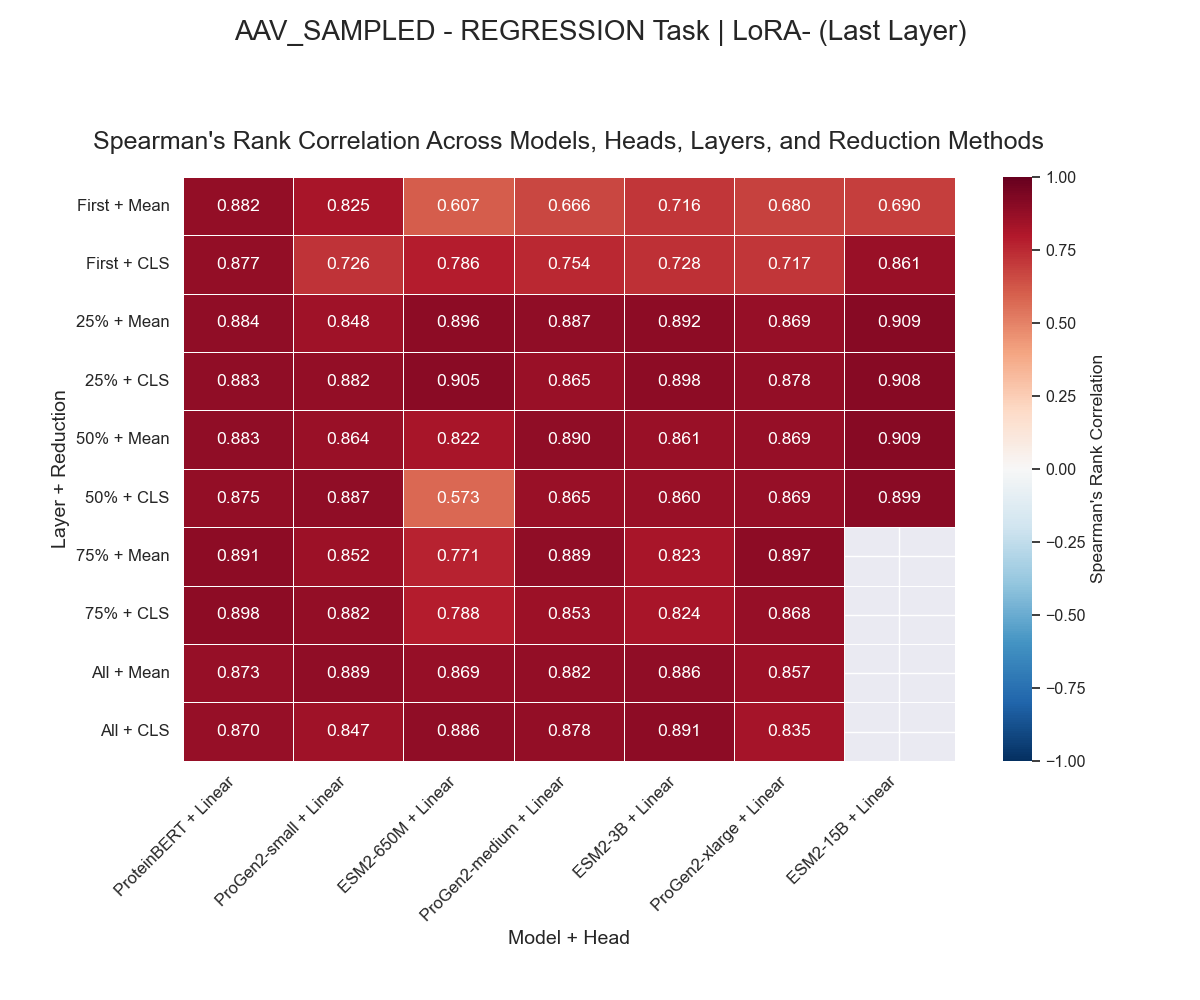 AAV_SAMPLED - REGRESSION Task | LoRA- (Last Layer)
Spearman's Rank Correlation Across Models, Heads, Layers, and Reduction Methods
Layer + Reduction
First + Mean 0.882 0.825 0.607 0.666 0.716 0.680 0.690
First + CLS 0.877 0.726 0.786 0.754 0.728 0.717 0.861
25% + Mean 0.884 0.848 0.896 0.887 0.892 0.869 0.909
25% + CLS 0.883 0.882 0.905 0.865 0.898 0.878 0.908
50% + Mean 0.883 0.864 0.822 0.890 0.861 0.869 0.909
50% + CLS 0.875 0.887 0.573 0.865 0.860 0.869 0.899
75% + Mean 0.891 0.852 0.771 0.889 0.823 0.897
75% + CLS 0.898 0.882 0.788 0.853 0.824 0.868
All + Mean 0.873 0.889 0.869 0.882 0.886 0.857
All + CLS 0.870 0.847 0.886 0.878 0.891 0.835
ProteinBERT + Linear
ProGen2-small + Linear
ESM2-650M + Linear
ProGen2-medium + Linear
ESM2-3B + Linear
ProGen2-xlarge + Linear
ESM2-15B + Linear
Model + Head
1.00
0.75
0.50
0.25
0.00
−0.25
−0.50
−0.75
−1.00
Spearman's Rank Correlation